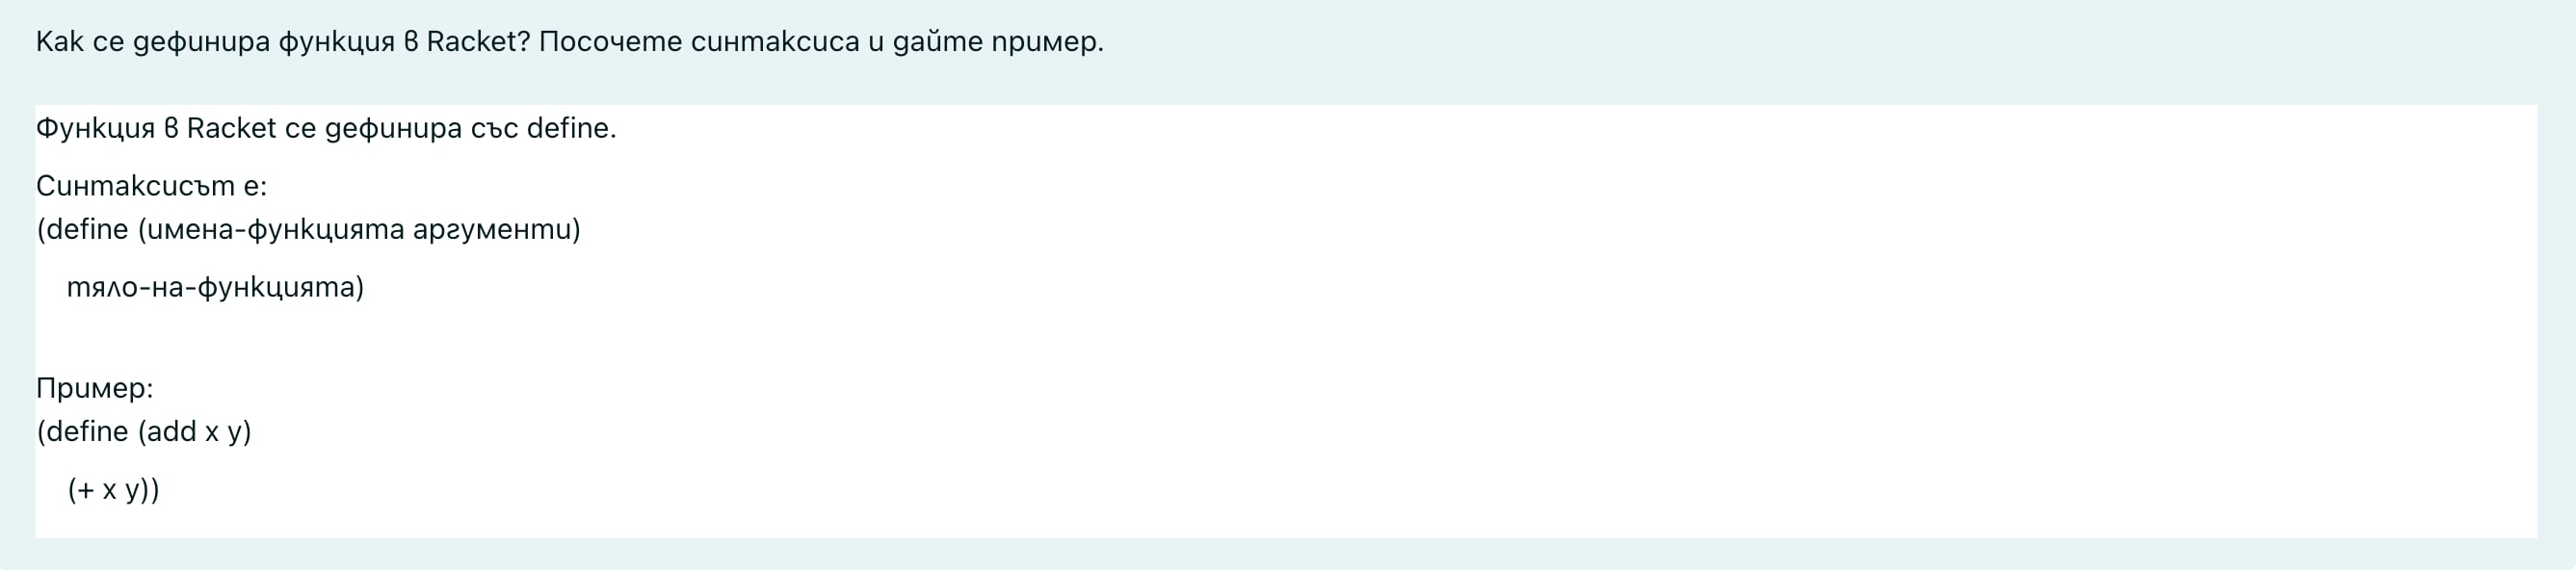 Как се дефинира функция в Racket? Посочете синтаксиса и дайте пример.
Функция в Racket се дефинира със define.
Синтаксисът е:
(define (имена-функцията аргументи)
тяло-на-функцията)
Пример:
(define (add x y)
(+ x y))